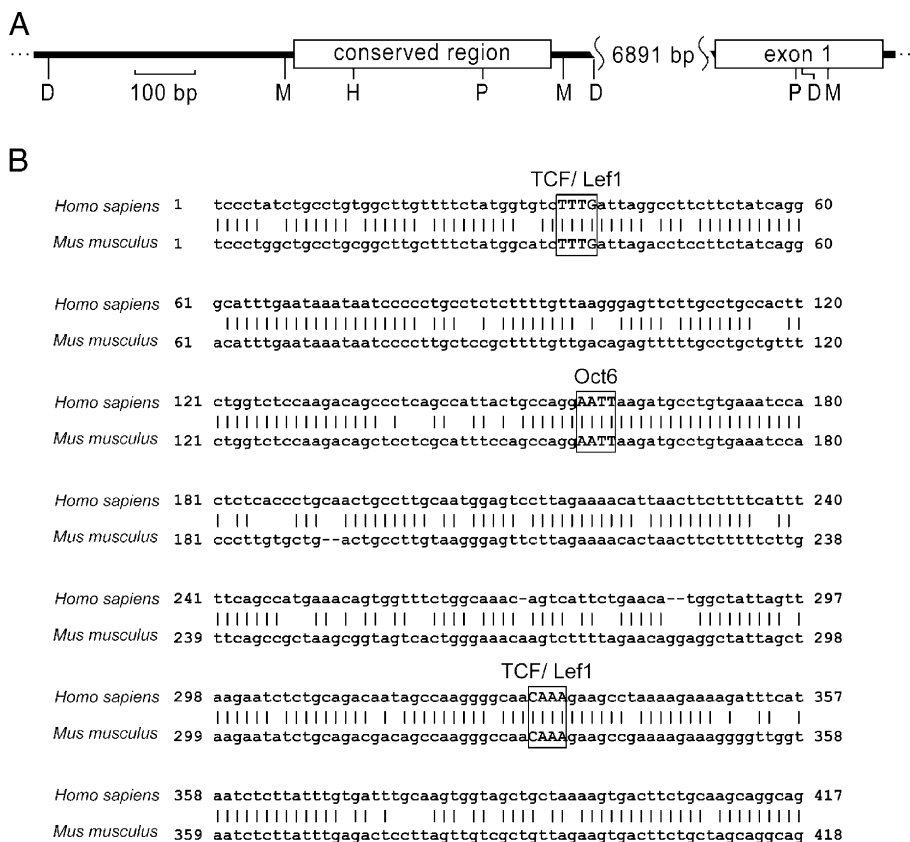 A
conserved region
6891 bp
exon 1
D
100 bp
M
H
P
M
D
P
D
M
B
TCF/ Lef1
Homo sapiens 1 tccctatctgcctgtggcttgttttctatggtgtcTTTGattaggccttcttctatcagg 60
Mus musculus 1 tccctggctgcctgcggcttgctttctatggcatcTTTGattagacctccttctatcagg 60
Homo sapiens 61 gcatttgaataaataatccccctgcctctcttttgttaagggagttcttgcctgccactt 120
Mus musculus 61 acatttgaataaataatccccttgctccgcttttgttgacagagtttttgcctgctgttt 120
Oct6
Homo sapiens 121 ctggtctccaagacagccctcagccattactgccaggAATTaagatgcctgtgaaatcca 180
Mus musculus 121 ctggtctccaagacagctcctcgcatttccagccaggAATTaagatgcctgtgaaatcca 180
Homo sapiens 181 ctctcaccctgcaactgccttgcaatggagtccttagaaaacattaacttcttttcattt 240
Mus musculus 181 cccttgtgctg--actgccttgtaagggagttcttagaaaacactaacttctttttcttg 238
Homo sapiens 241 ttcagccatgaaacagtggtttctggcaaac-agtcattctgaaca--tggctattagtt 297
Mus musculus 239 ttcagccgctaagcggtagtcactgggaaacaagtcttttagaacaggaggctattagct 298
TCF/ Lef1
Homo sapiens 298 aagaatctctgcagacaatagccaaggggcaaCAAAgaagcctaaaagaaaagatttcat 357
Mus musculus 299 aagaatatctgcagacgacagccaagggccaaCAAAgaagccgaaaagaaaggggttggt 358
Homo sapiens 358 aatctcttatttgtgatttgcaagtggtagctgctaaaagtgacttctgcaagcaggcag 417
Mus musculus 359 aatctcttatttgagactccttagttgtcgctgttagaagtgacttctgctagcaggcag 418